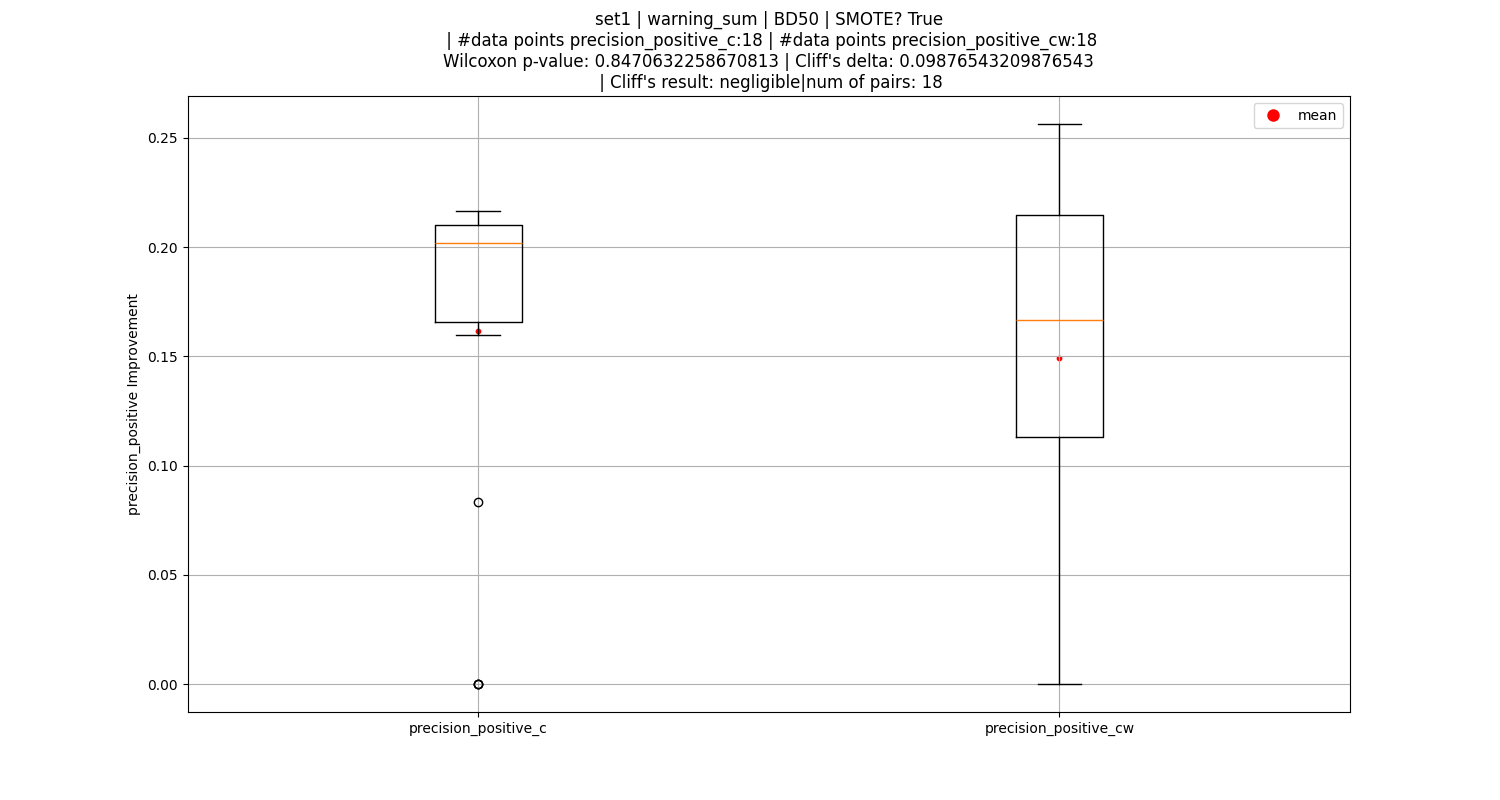 set1 | warning_sum | BD50 | SMOTE? True
| #data points precision_positive_c:18 | #data points precision_positive_cw:18
Wilcoxon p-value: 0.8470632258670813 | Cliff's delta: 0.09876543209876543
| Cliff's result: negligible|num of pairs: 18
mean
0.25
0.20
0.15
0.10
0.05
0.00
precision_positive Improvement
precision_positive_c
precision_positive_cw